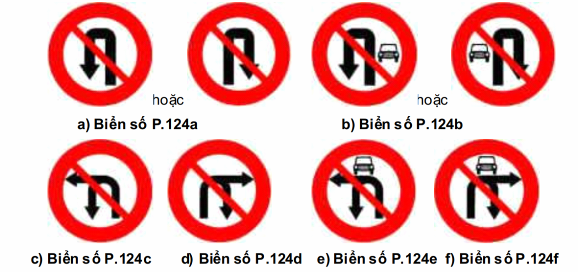 hoặc hoặc
a) Biển số P.124a b) Biển số P.124b
c) Biển số P.124c d) Biển số P.124d e) Biển số P.124e f) Biển số P.124f